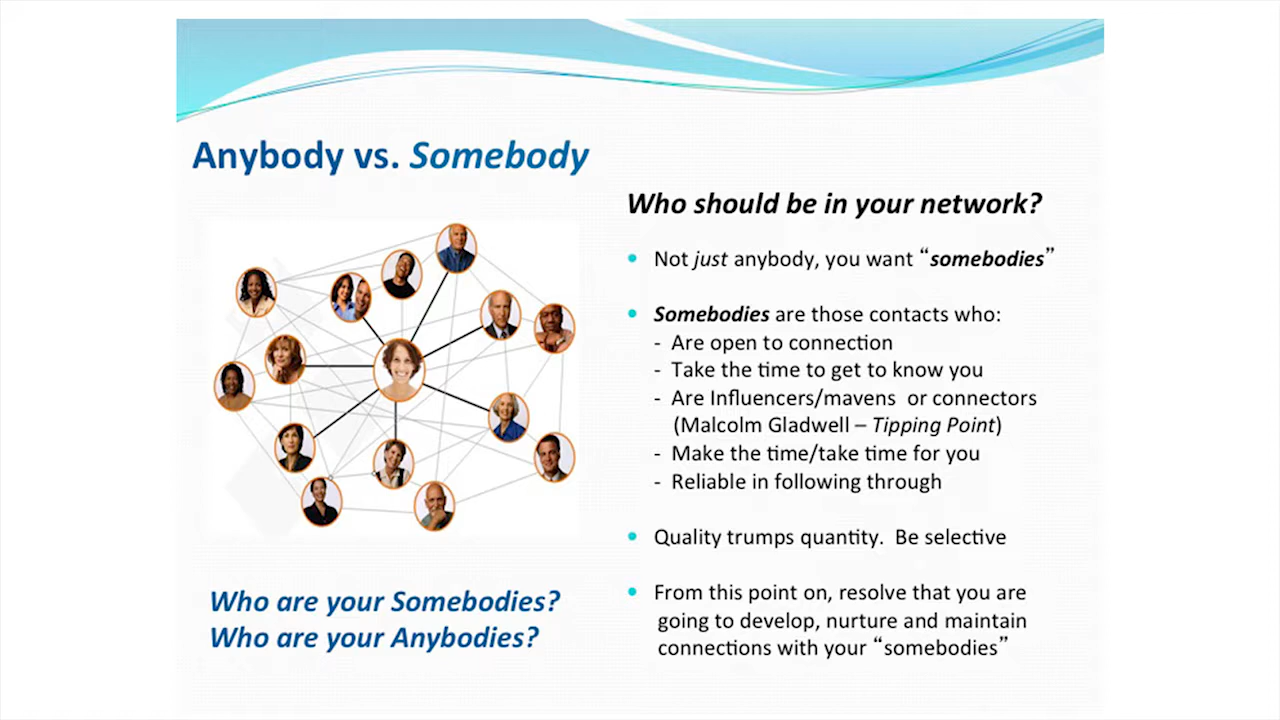 Anybody vs. Somebody
Who should be in your network?
• Not just anybody, you want “somebodies”
• Somebodies are those contacts who:
- Are open to connection
- Take the time to get to know you
- Are Influencers/mavens or connectors
(Malcolm Gladwell – Tipping Point)
- Make the time/take time for you
- Reliable in following through
• Quality trumps quantity. Be selective
• From this point on, resolve that you are
going to develop, nurture and maintain
connections with your “somebodies”
Who are your Somebodies?
Who are your Anybodies?